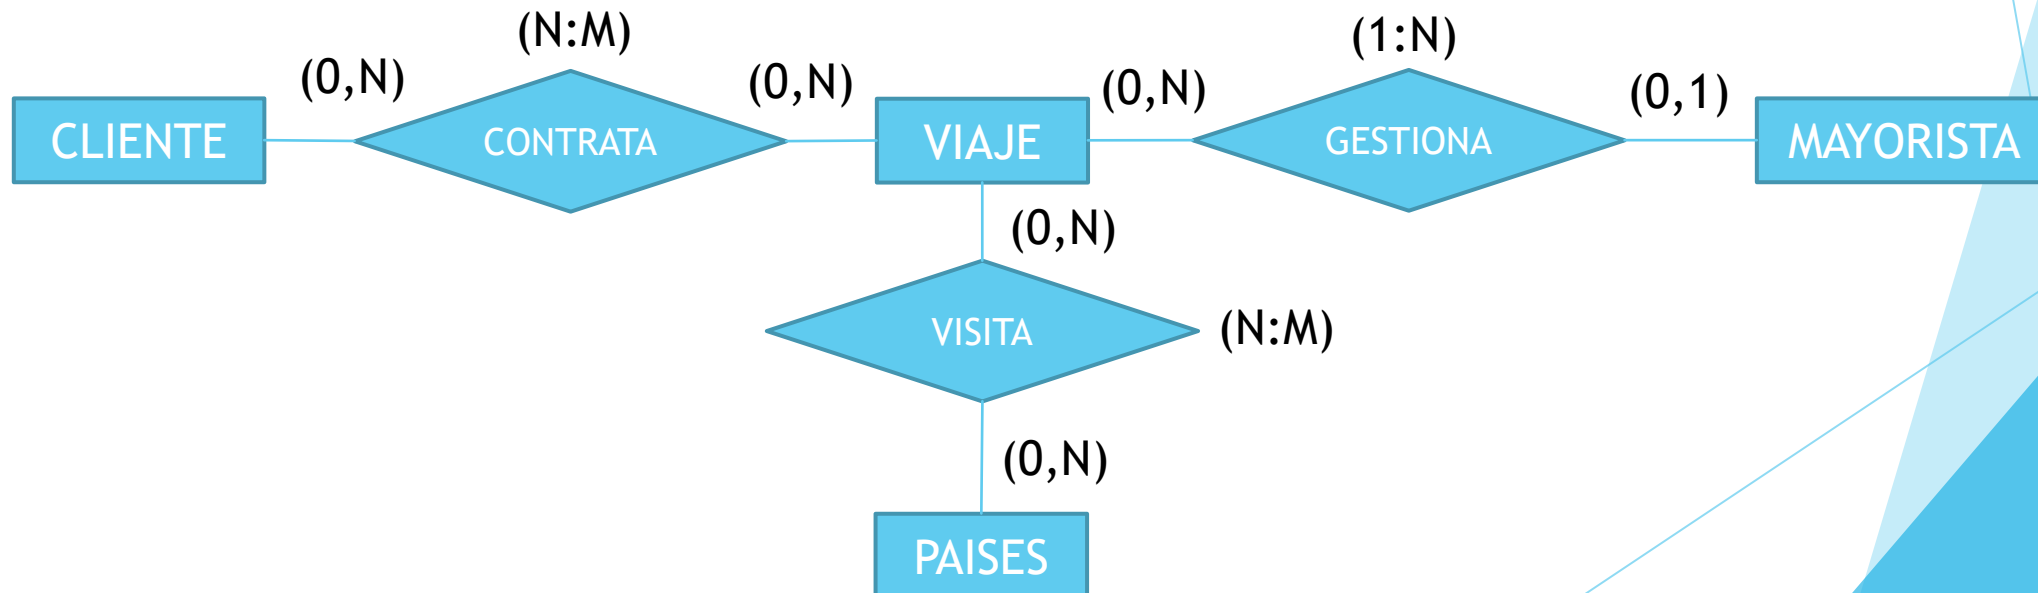 (N:M)
(1:N)
(0,N)
(0,N)
(0,N)
(0,1)
CLIENTE
CONTRATA
VIAJE
GESTIONA
MAYORISTA
(0,N)
VISITA
(N:M)
(0,N)
PAISES